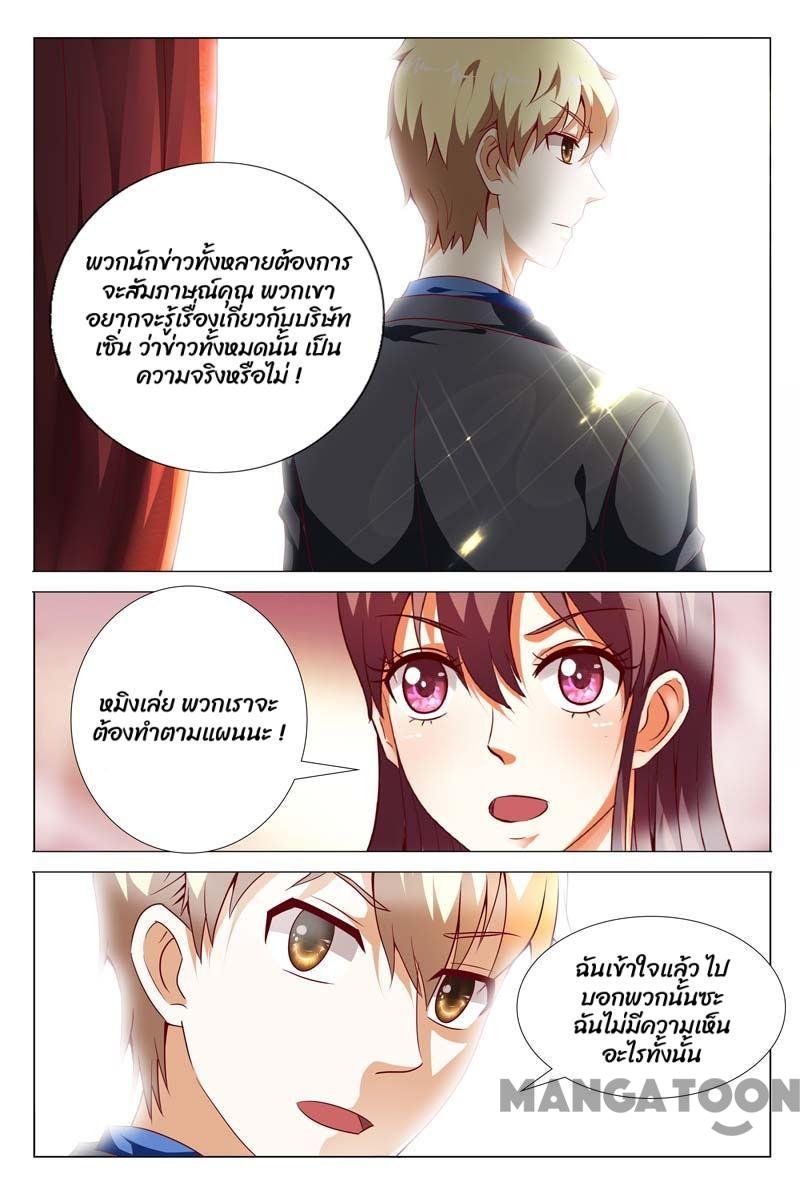 พวกนักข่าวทั้งหลายต้องการ
จะสัมภาษณ์คุณ พวกเขา
อยากจะรู้เรื่องเกี่ยวกับบริษัท
เซิ่น ว่าข่าวทั้งหมดนั้น เป็น
ความจริงหรือไม่ !
หมิงเล่ย พวกเราจะ
ต้องทำตามแผนนะ !
ฉันเข้าใจแล้ว ไป
บอกพวกนั้นซะ
ฉันไม่มีความเห็น
อะไรทั้งนั้น
MANGATOON